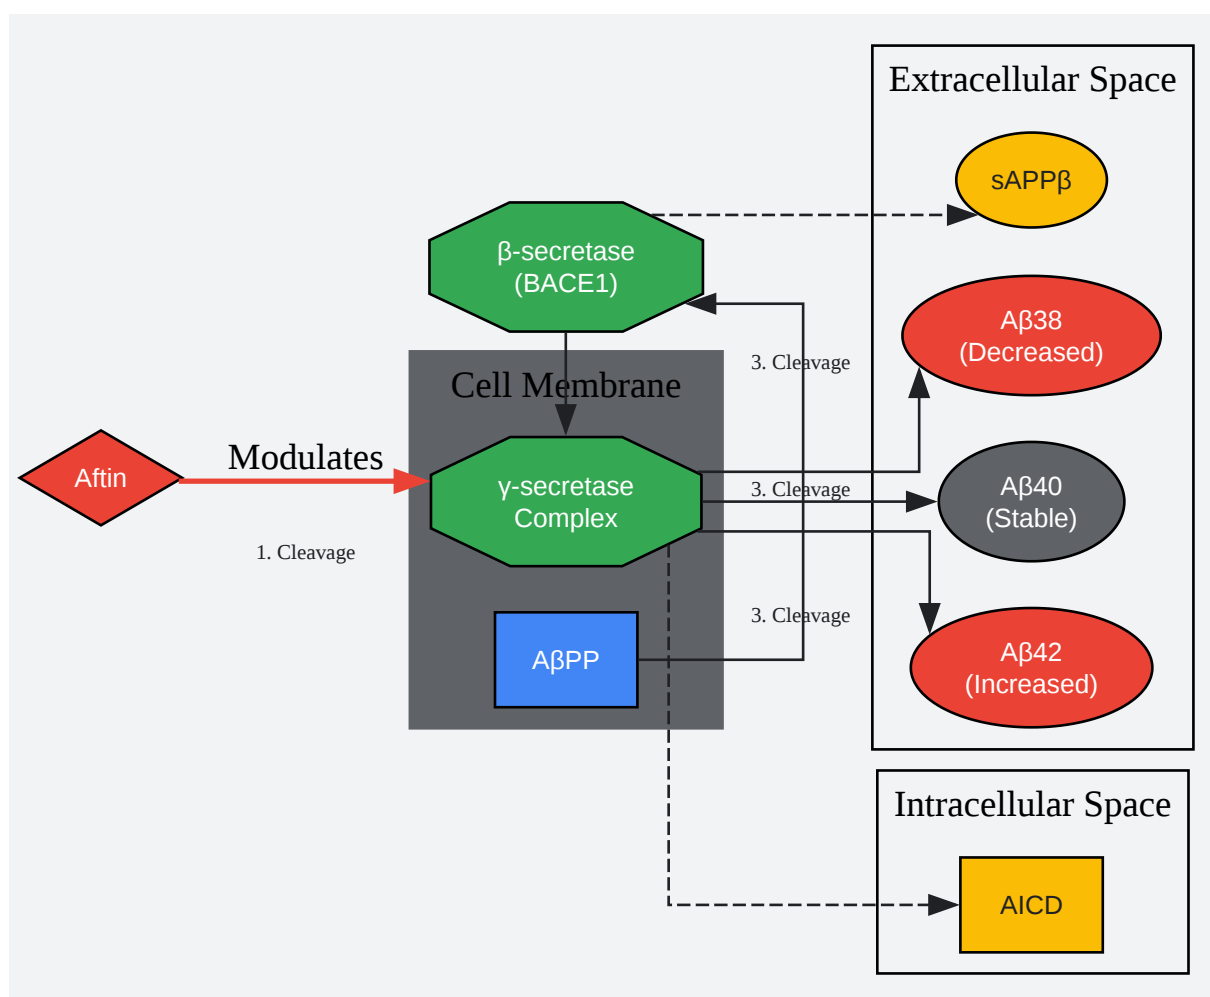 Extracellular Space
sAPPβ
β-secretase
(BACE1)
Aβ38
(Decreased)
3. Cleavage
Cell Membrane
Modulates
Aftin
γ-secretase
Complex
3. Cleavage
Aβ40
(Stable)
1. Cleavage
3. Cleavage
AβPP
Aβ42
(Increased)
Intracellular Space
AICD